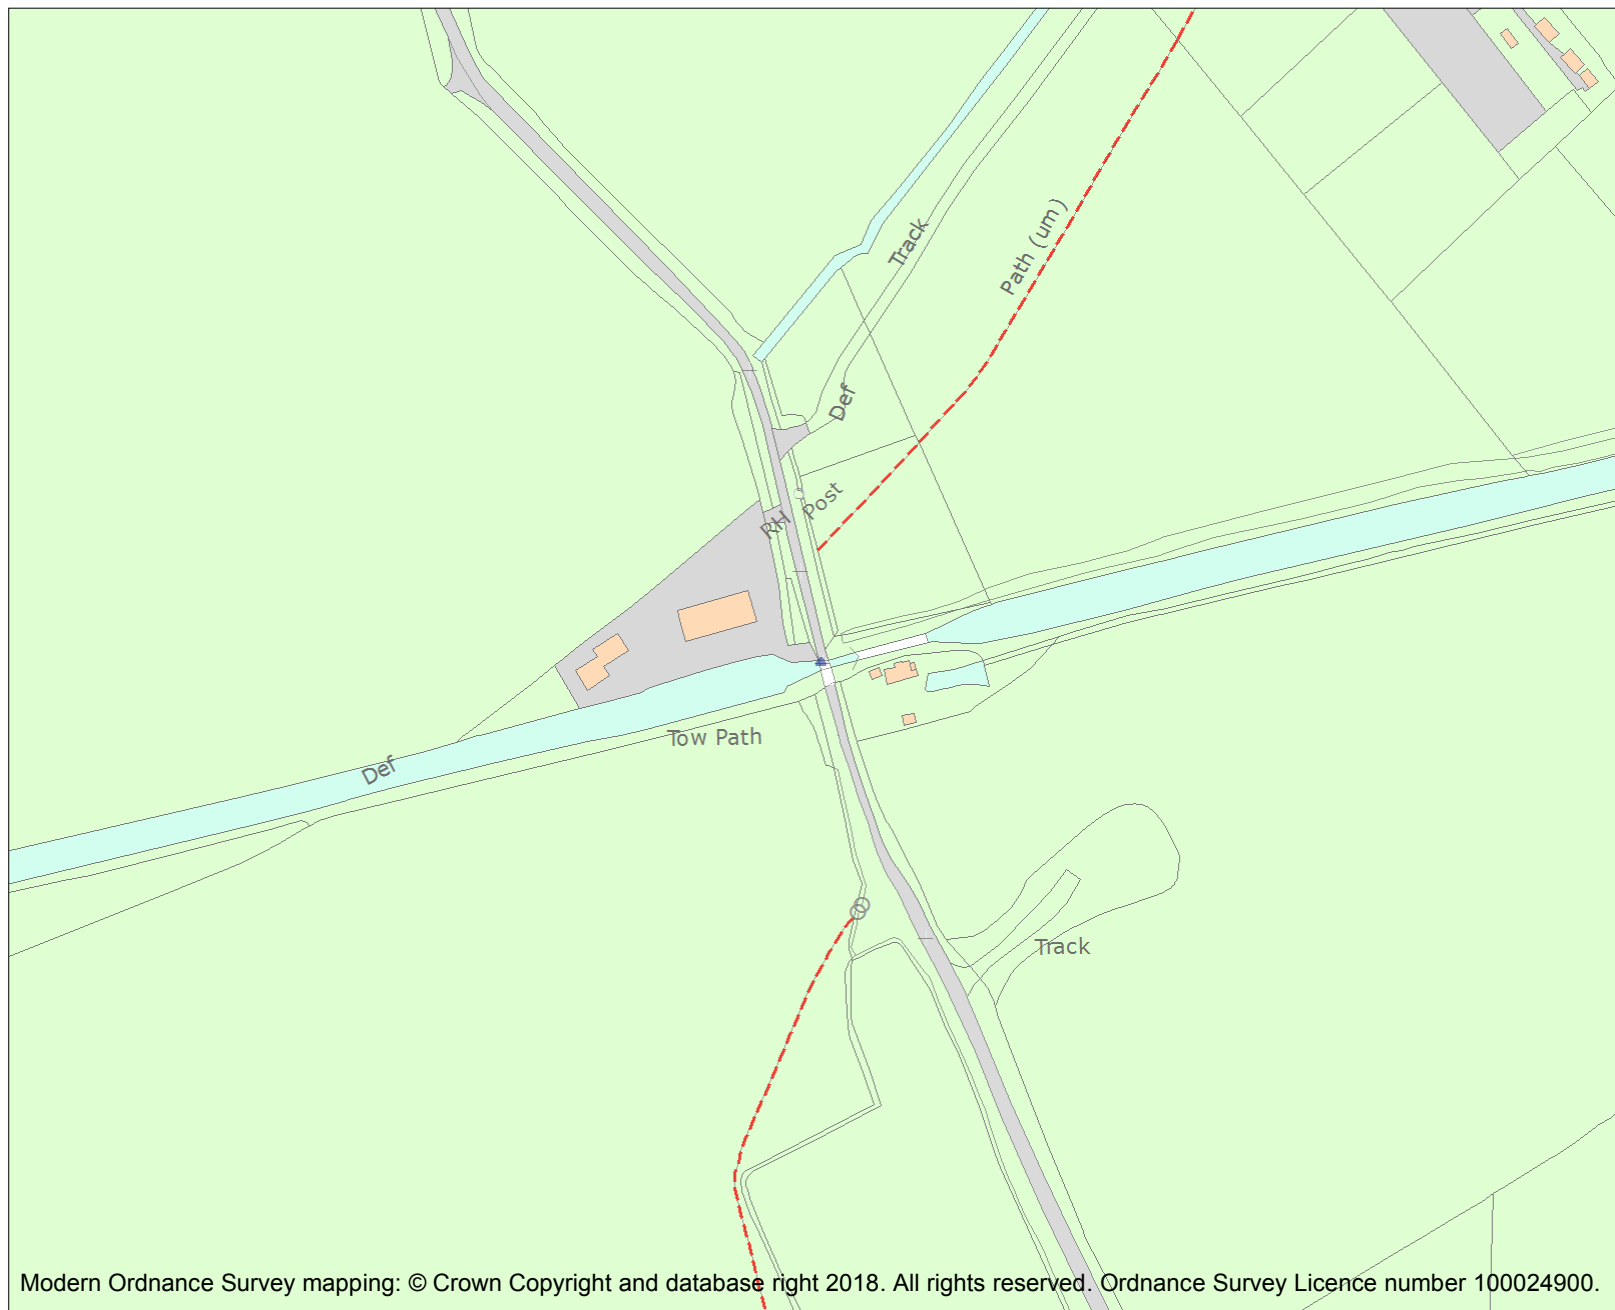 Track
Path (um)
Def
RH
Post
Tow Path
Def
Track
Modern Ordnance Survey mapping: © Crown Copyright and database right 2018. All rights reserved. Ordnance Survey Licence number 100024900.